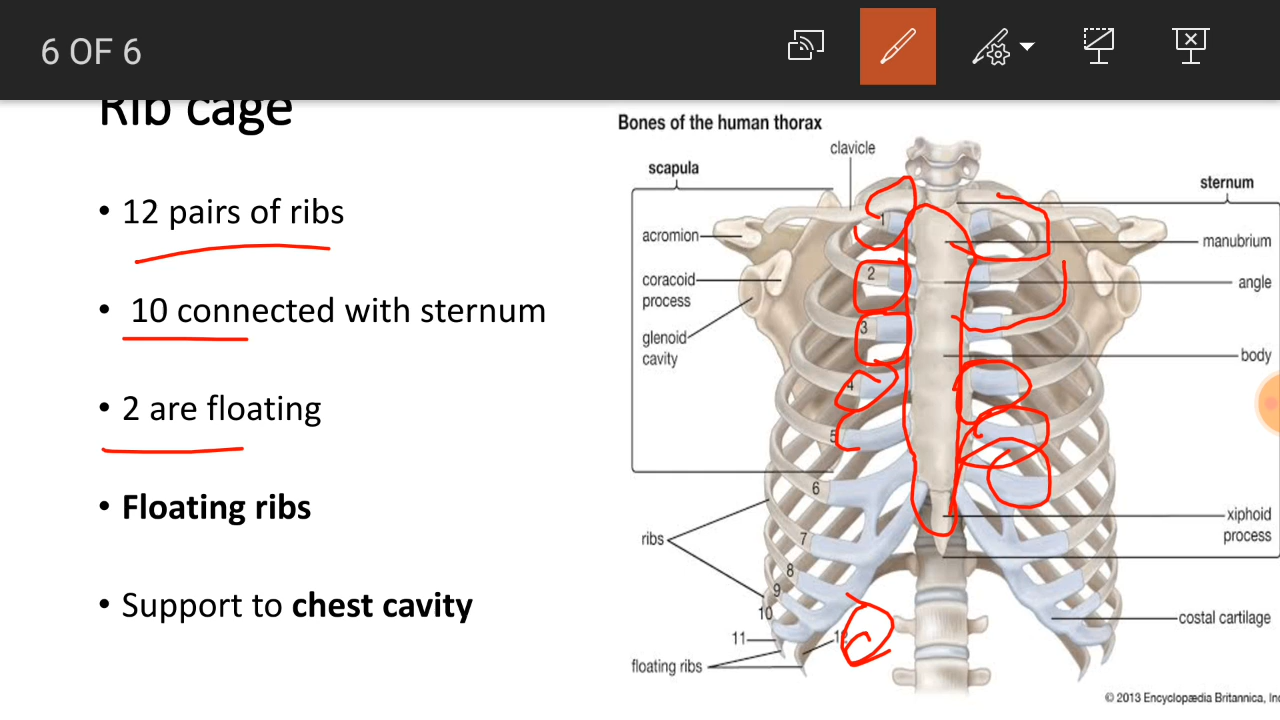 6 OF 6
Rib cage
• 12 pairs of ribs
• 10 connected with sternum
• 2 are floating
• Floating ribs
• Support to chest cavity
Bones of the human thorax
clavicle
scapula
sternum
acromion
manubrium
coracoid
process
angle
glenoid
cavity
body
xiphoid
process
ribs
costal cartilage
floating ribs
1
2
3
4
5
6
7
8
9
10
11
© 2013 Encyclopædia Britannica, Inc